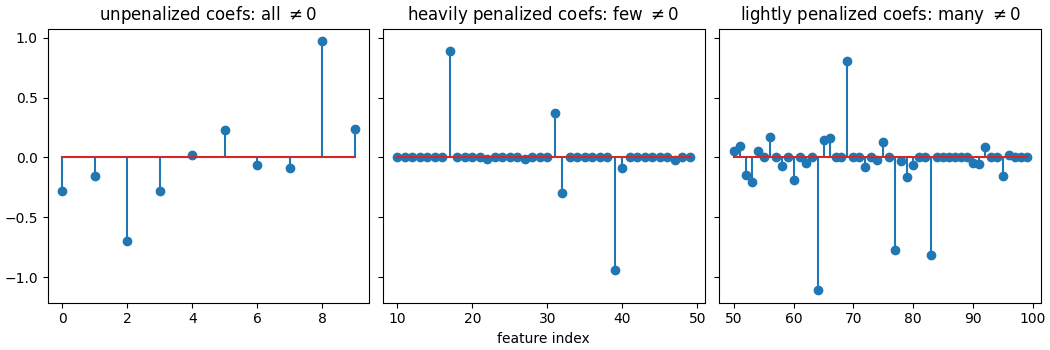 unpenalized coefs: all ≠0
heavily penalized coefs: few ≠0
lightly penalized coefs: many ≠0
1.0
0.5
0.0
−0.5
−1.0
0 2 4 6 8
10 20 30 40 50
50 60 70 80 90 100
feature index